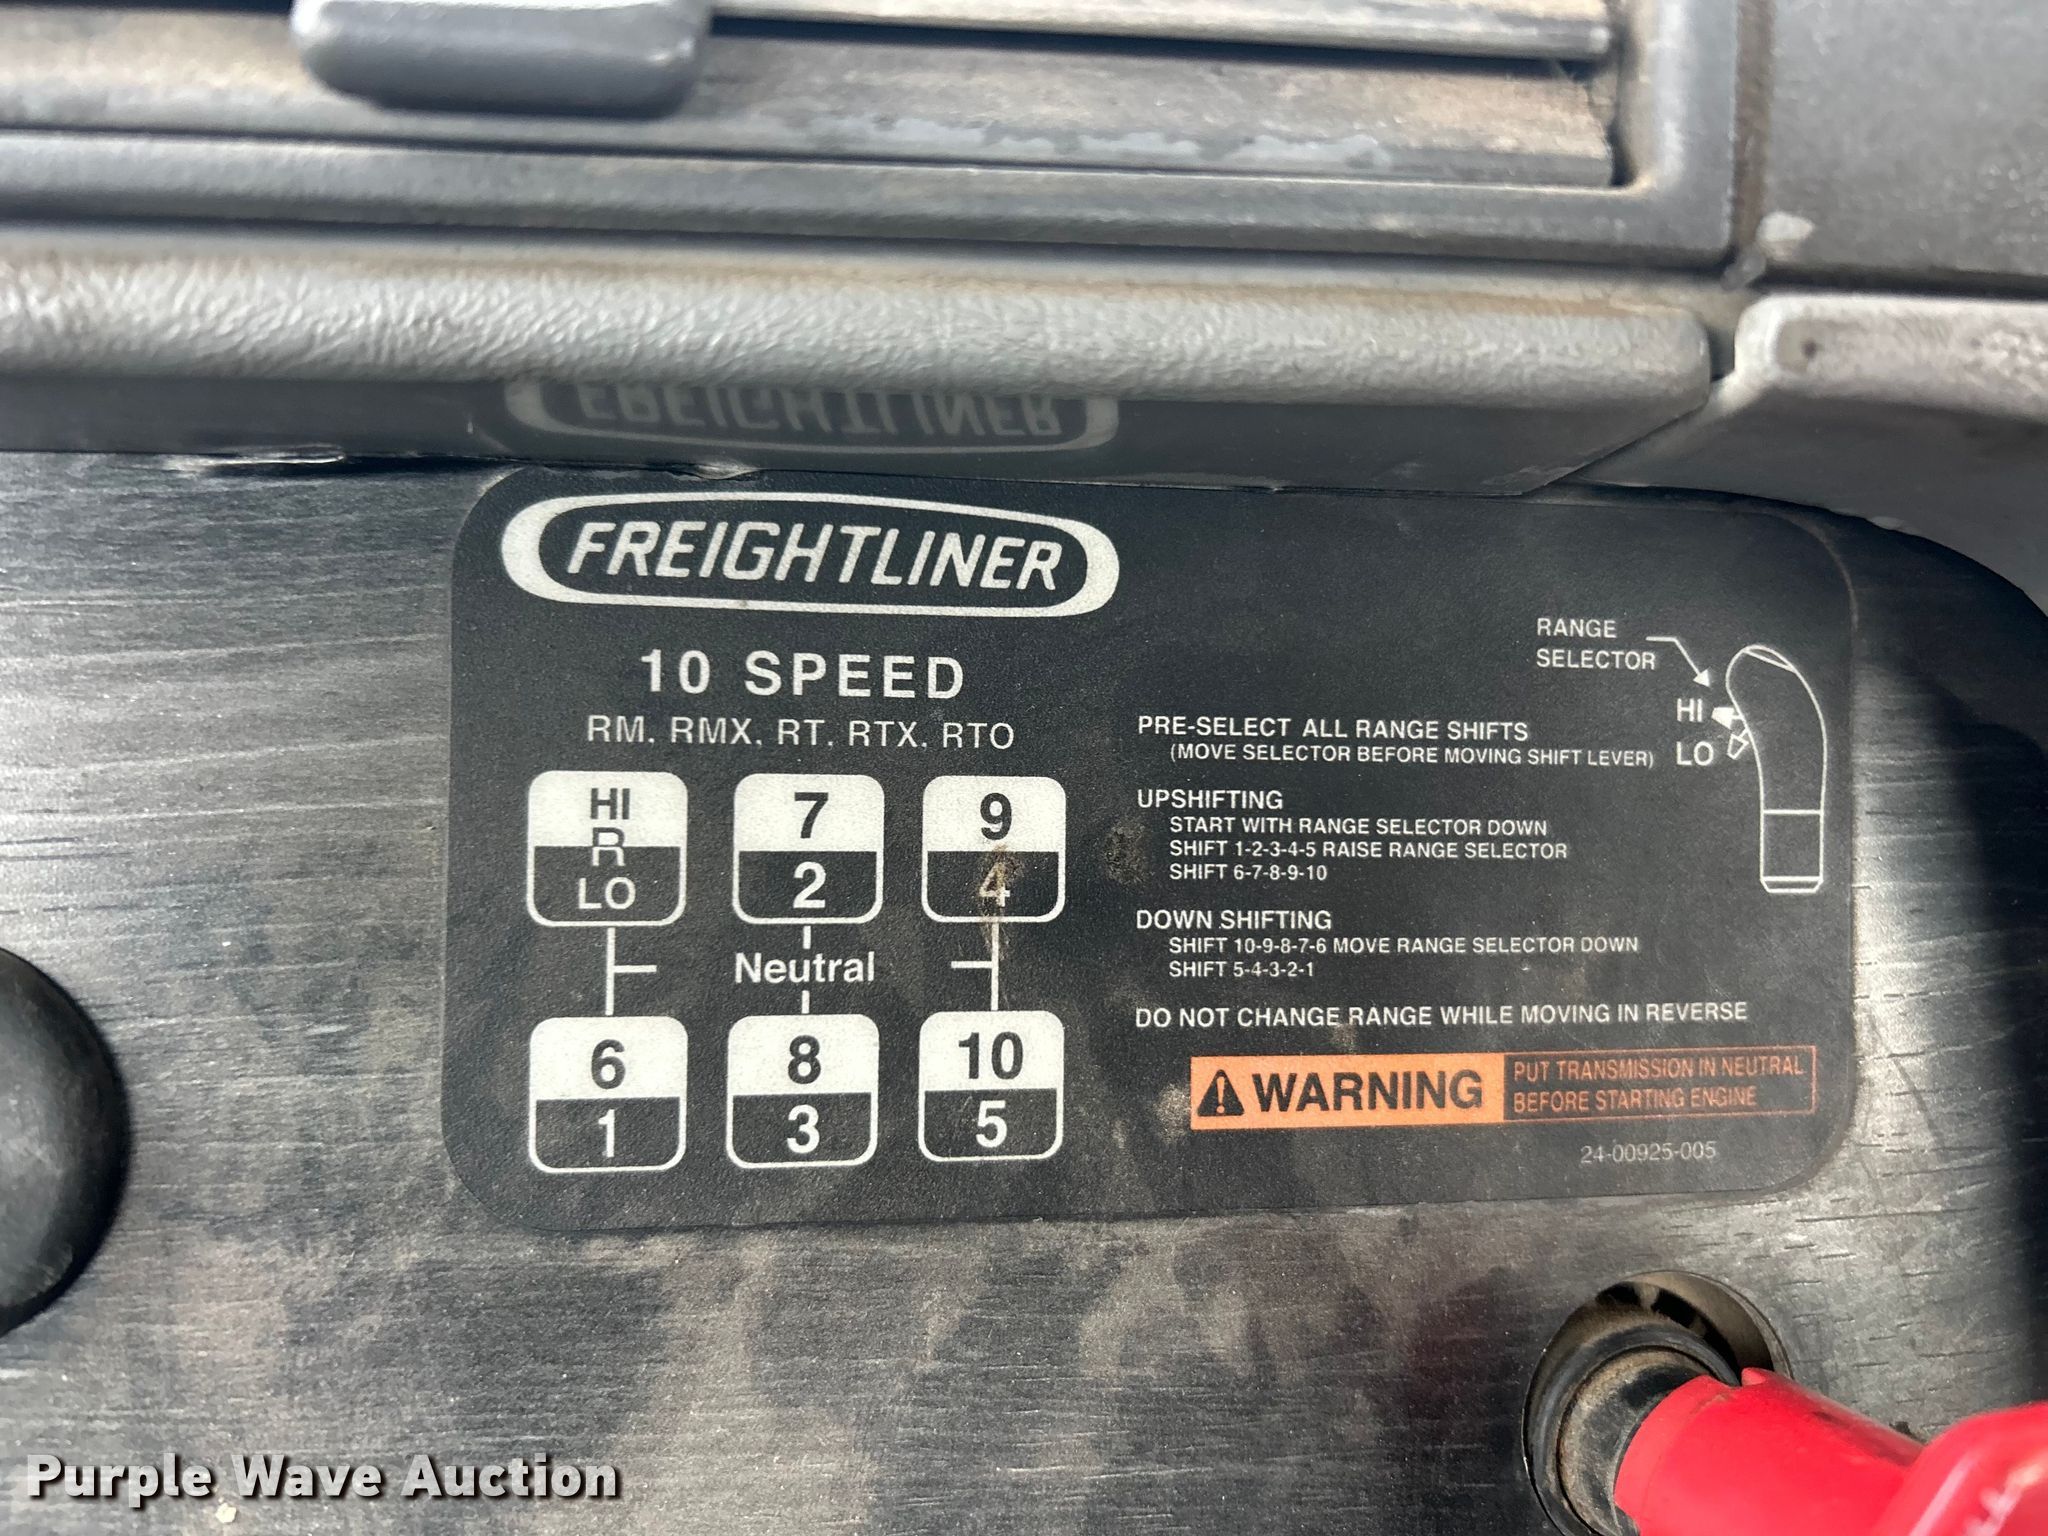 FREIGHTLINER
10 SPEED
RM, RMX, RT, RTX, RTO
HI
R
LO
7
2
9
4
Neutral
6
1
8
3
10
5
RANGE
SELECTOR
HI
LO
PRE-SELECT ALL RANGE SHIFTS
(MOVE SELECTOR BEFORE MOVING SHIFT LEVER)
UPSHIFTING
START WITH RANGE SELECTOR DOWN
SHIFT 1-2-3-4-5 RAISE RANGE SELECTOR
SHIFT 6-7-8-9-10
DOWN SHIFTING
SHIFT 10-9-8-7-6 MOVE RANGE SELECTOR DOWN
SHIFT 5-4-3-2-1
DO NOT CHANGE RANGE WHILE MOVING IN REVERSE
WARNING
PUT TRANSMISSION IN NEUTRAL
BEFORE STARTING ENGINE
24-00925-005
Purple Wave Auction